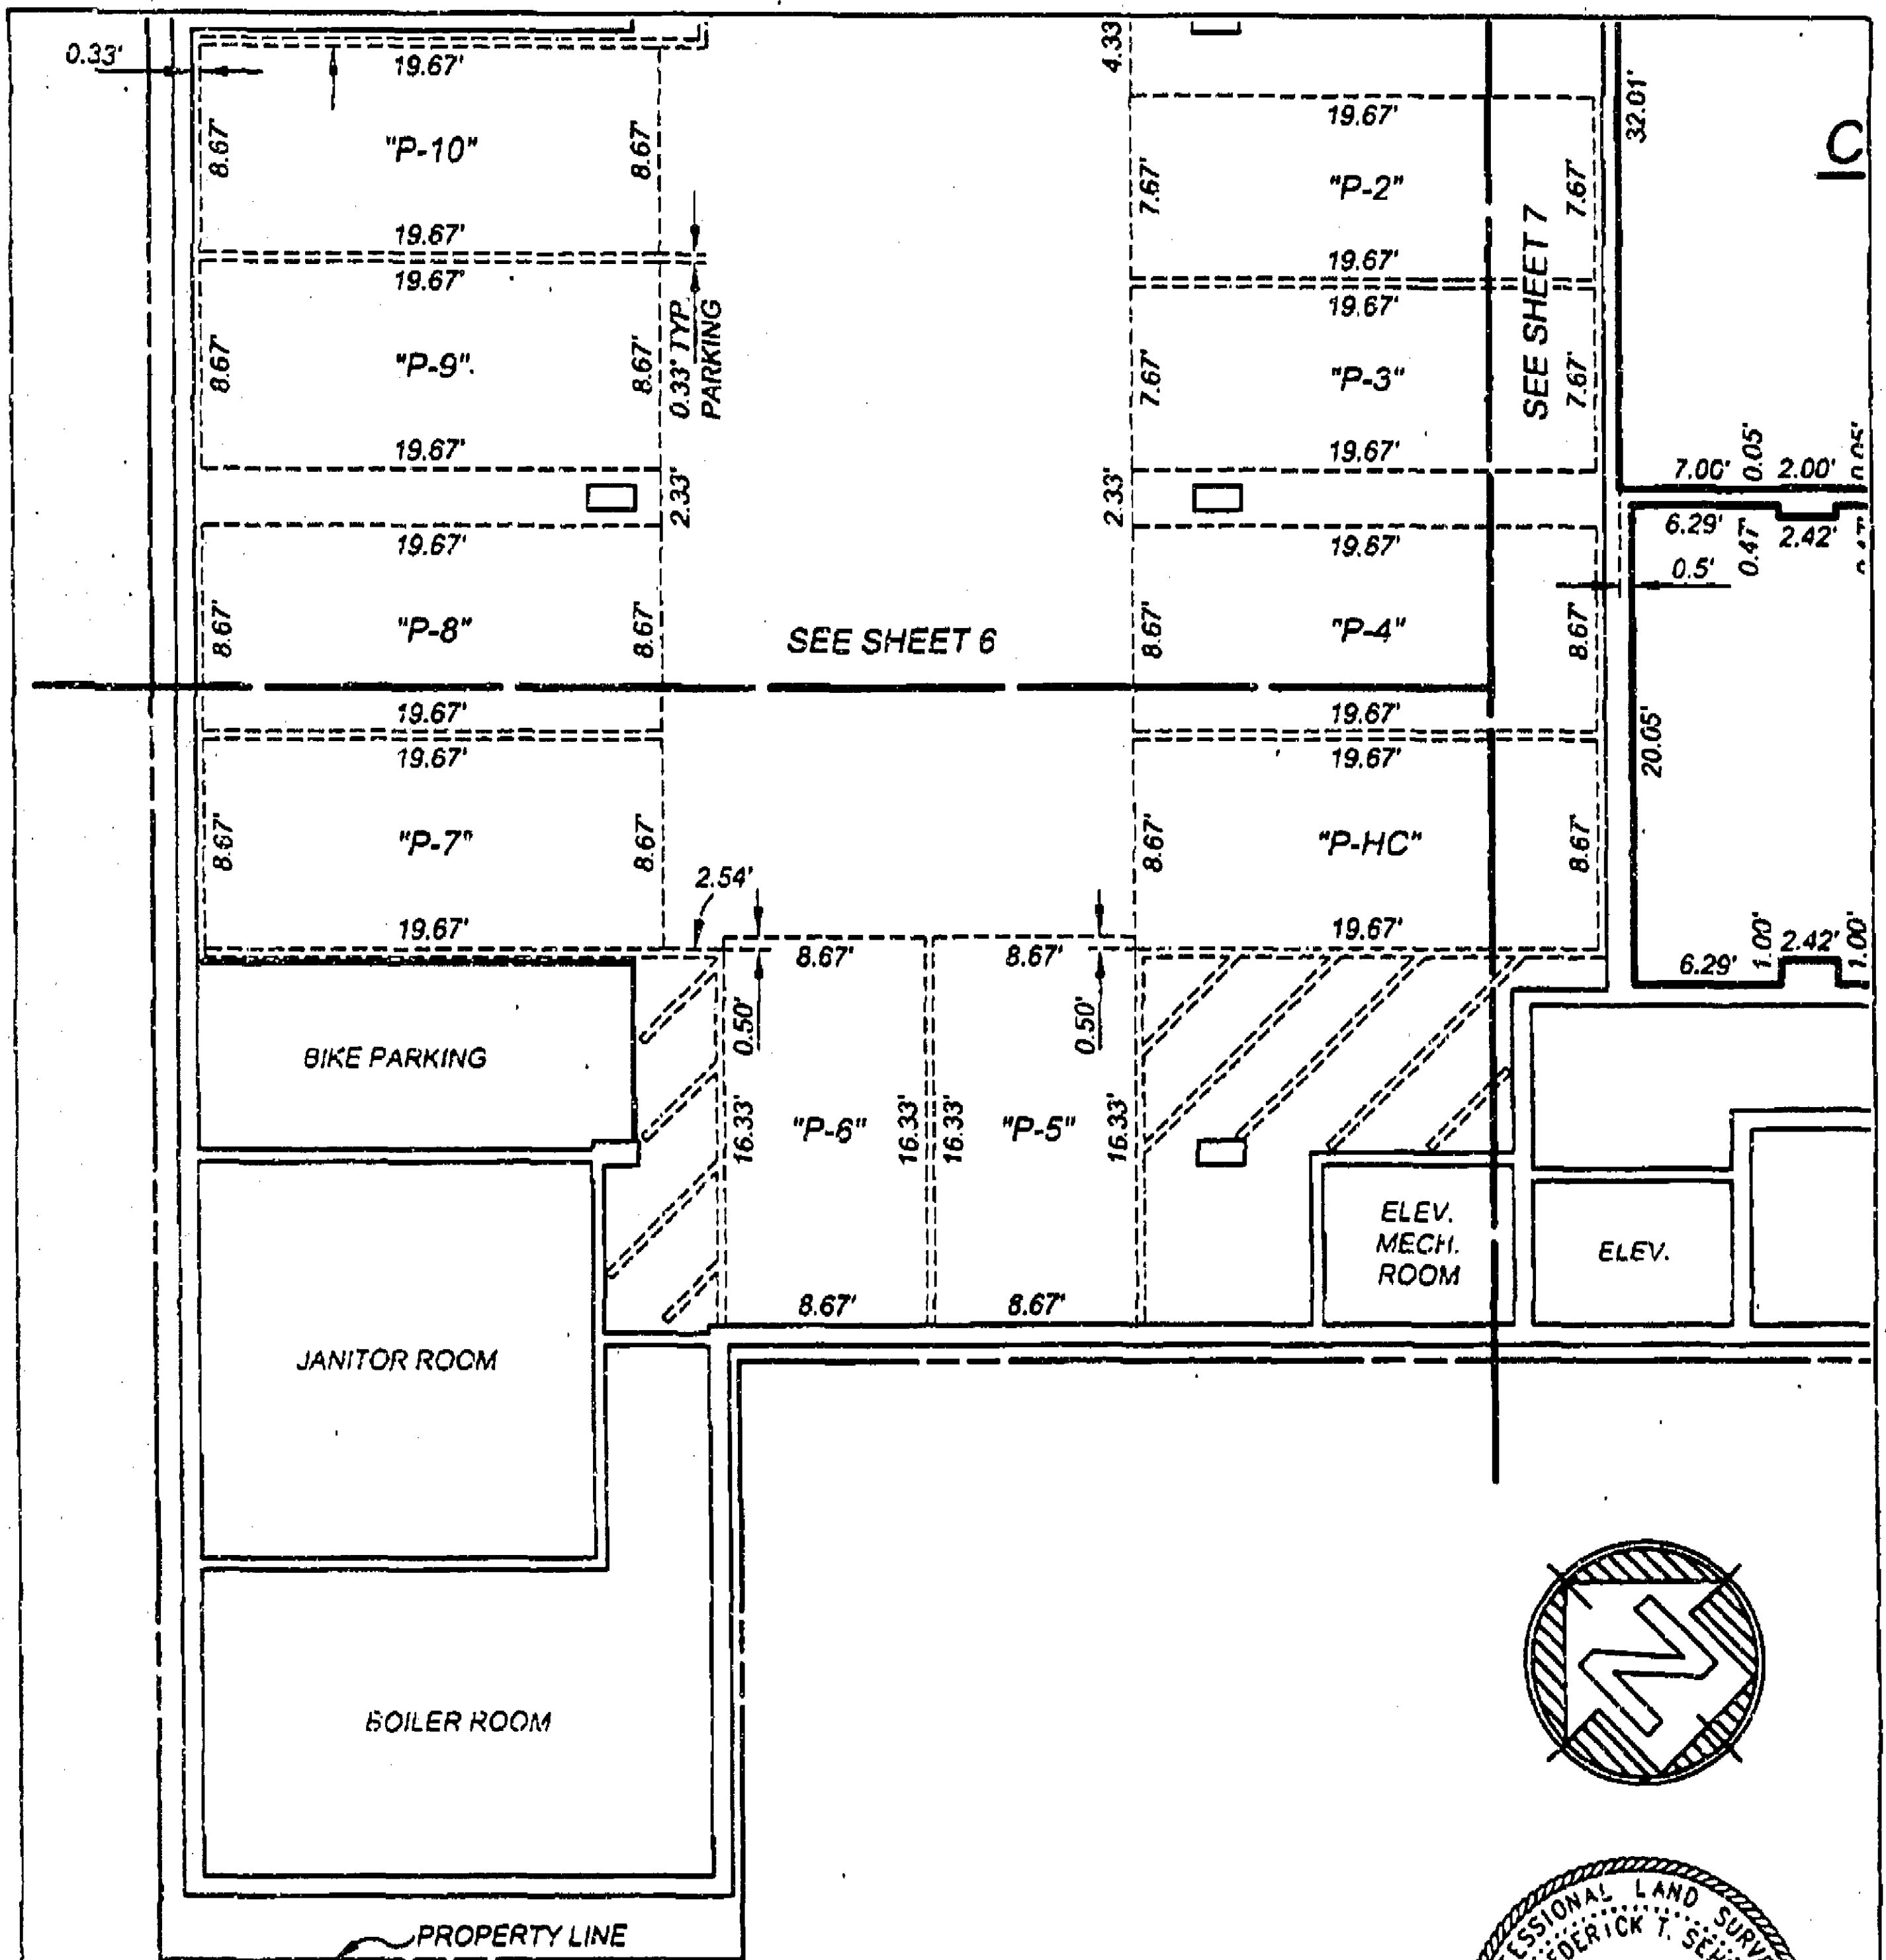 0.33'
19.67'
4.33'
19.67'
32.01'
C
8.67'
"P-10"
8.67'
7.67'
"P-2"
7.67'
SEE SHEET 7
19.67'
19.67'
19.67'
19.67'
0.33' TYP.
PARKING
8.67'
"P-9"
8.67'
7.67'
"P-3"
7.67'
19.67'
19.67'
7.00'
0.05'
2.00'
0.05'
2.33'
2.33'
6.29'
0.47'
2.42'
19.67'
19.67'
0.5'
8.67'
"P-8"
8.67'
SEE SHEET 6
8.67'
"P-4"
8.67'
19.67'
19.67'
20.05'
19.67'
19.67'
8.67'
"P-7"
8.67'
8.67'
"P-HC"
8.67'
2.54'
19.67'
19.67'
8.67'
8.67'
6.29'
1.00'
2.42'
1.00'
0.50'
0.50'
BIKE PARKING
16.33'
"P-6"
16.33'
16.33'
"P-5"
16.33'
ELEV.
MECH.
ROOM
ELEV.
8.67'
8.67'
JANITOR ROOM
N
BOILER ROOM
LAND
PROPERTY LINE
T.